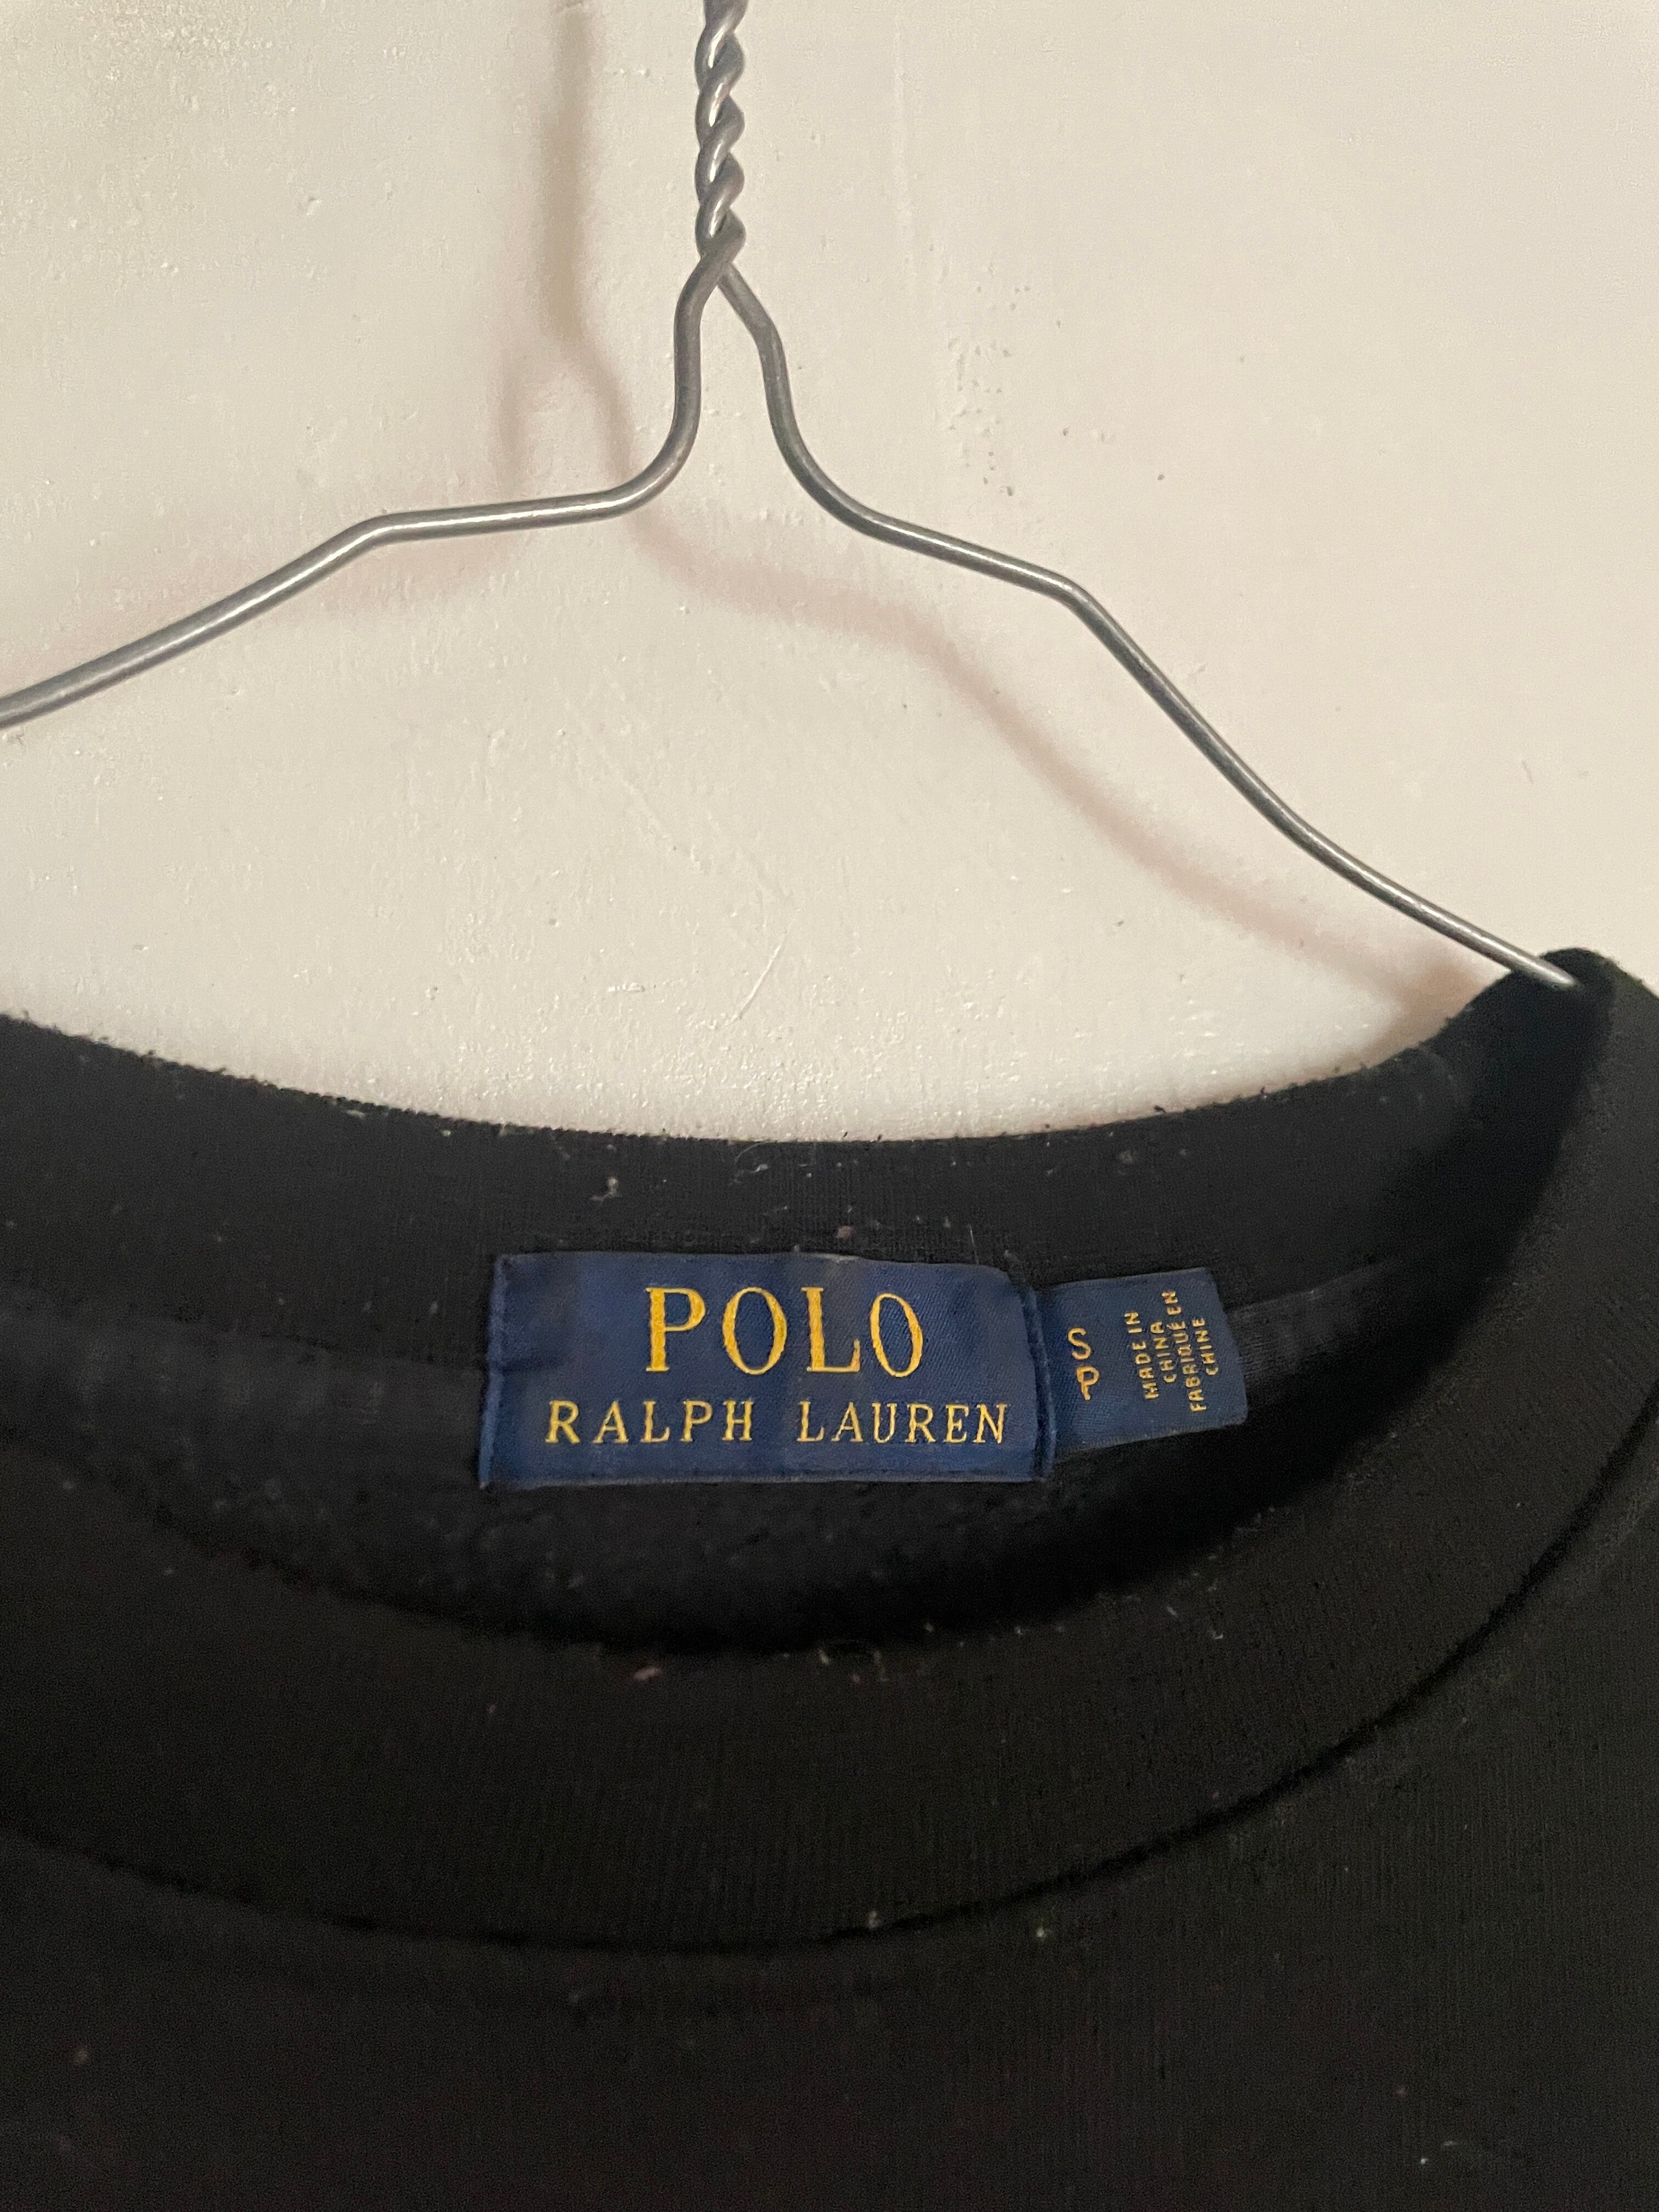 POLO
RALPH LAUREN
S
P
MADE IN
CHINA
FABRIQUÉ EN
CHINE